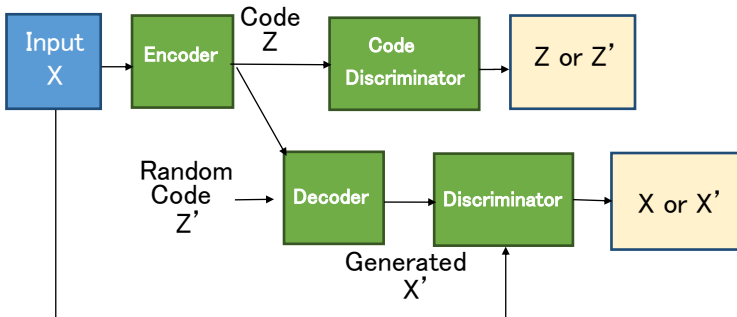 Input
X
Encoder
Code
Z
Code
Discriminator
Z or Z’
Random
Code
Z’
Decoder
Discriminator
X or X’
Generated
X’